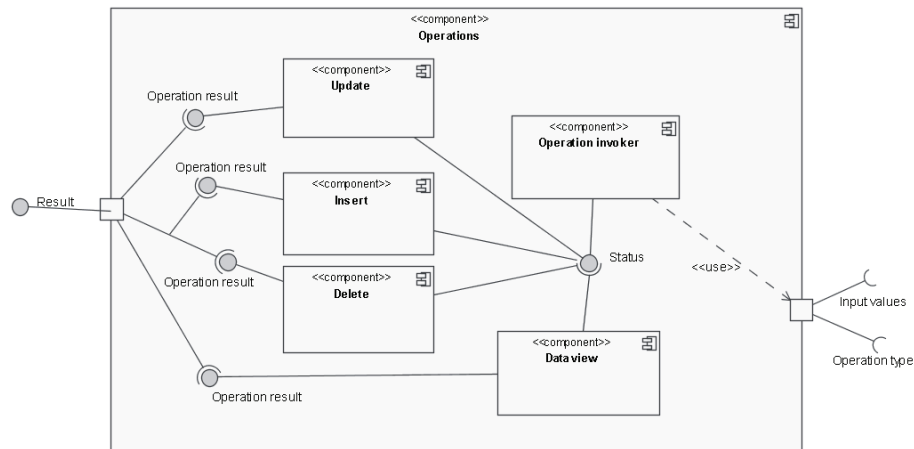 <<component>>
Operations
<<component>>
Update
Operation result
<<component>>
Operation invoker
Operation result
<<component>>
Insert
Result
Operation result
<<component>>
Delete
Status
<<use>>
Input values
<<component>>
Data view
Operation type
Operation result